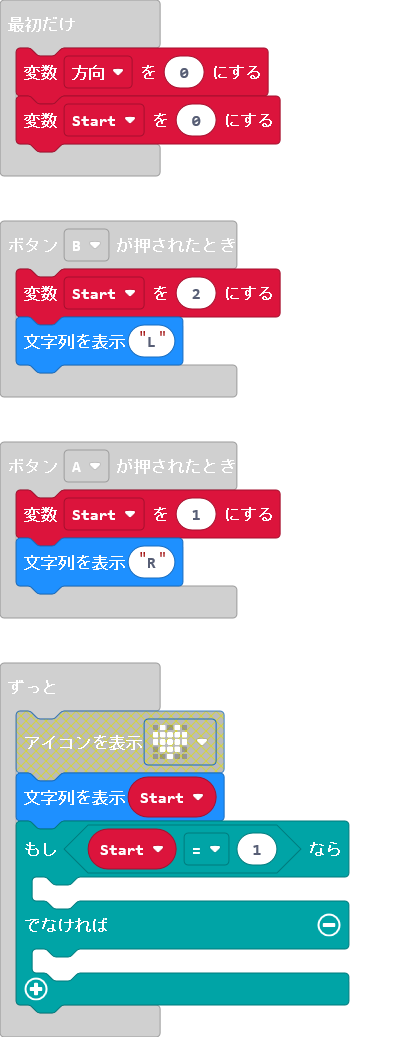 最初だけ
変数 方向 を 0 にする
変数 Start を 0 にする
ボタン B が押されたとき
変数 Start を 2 にする
文字列を表示 "L"
ボタン A が押されたとき
変数 Start を 1 にする
文字列を表示 "R"
ずっと
アイコンを表示
文字列を表示 Start
もし Start = 1 なら
でなければ